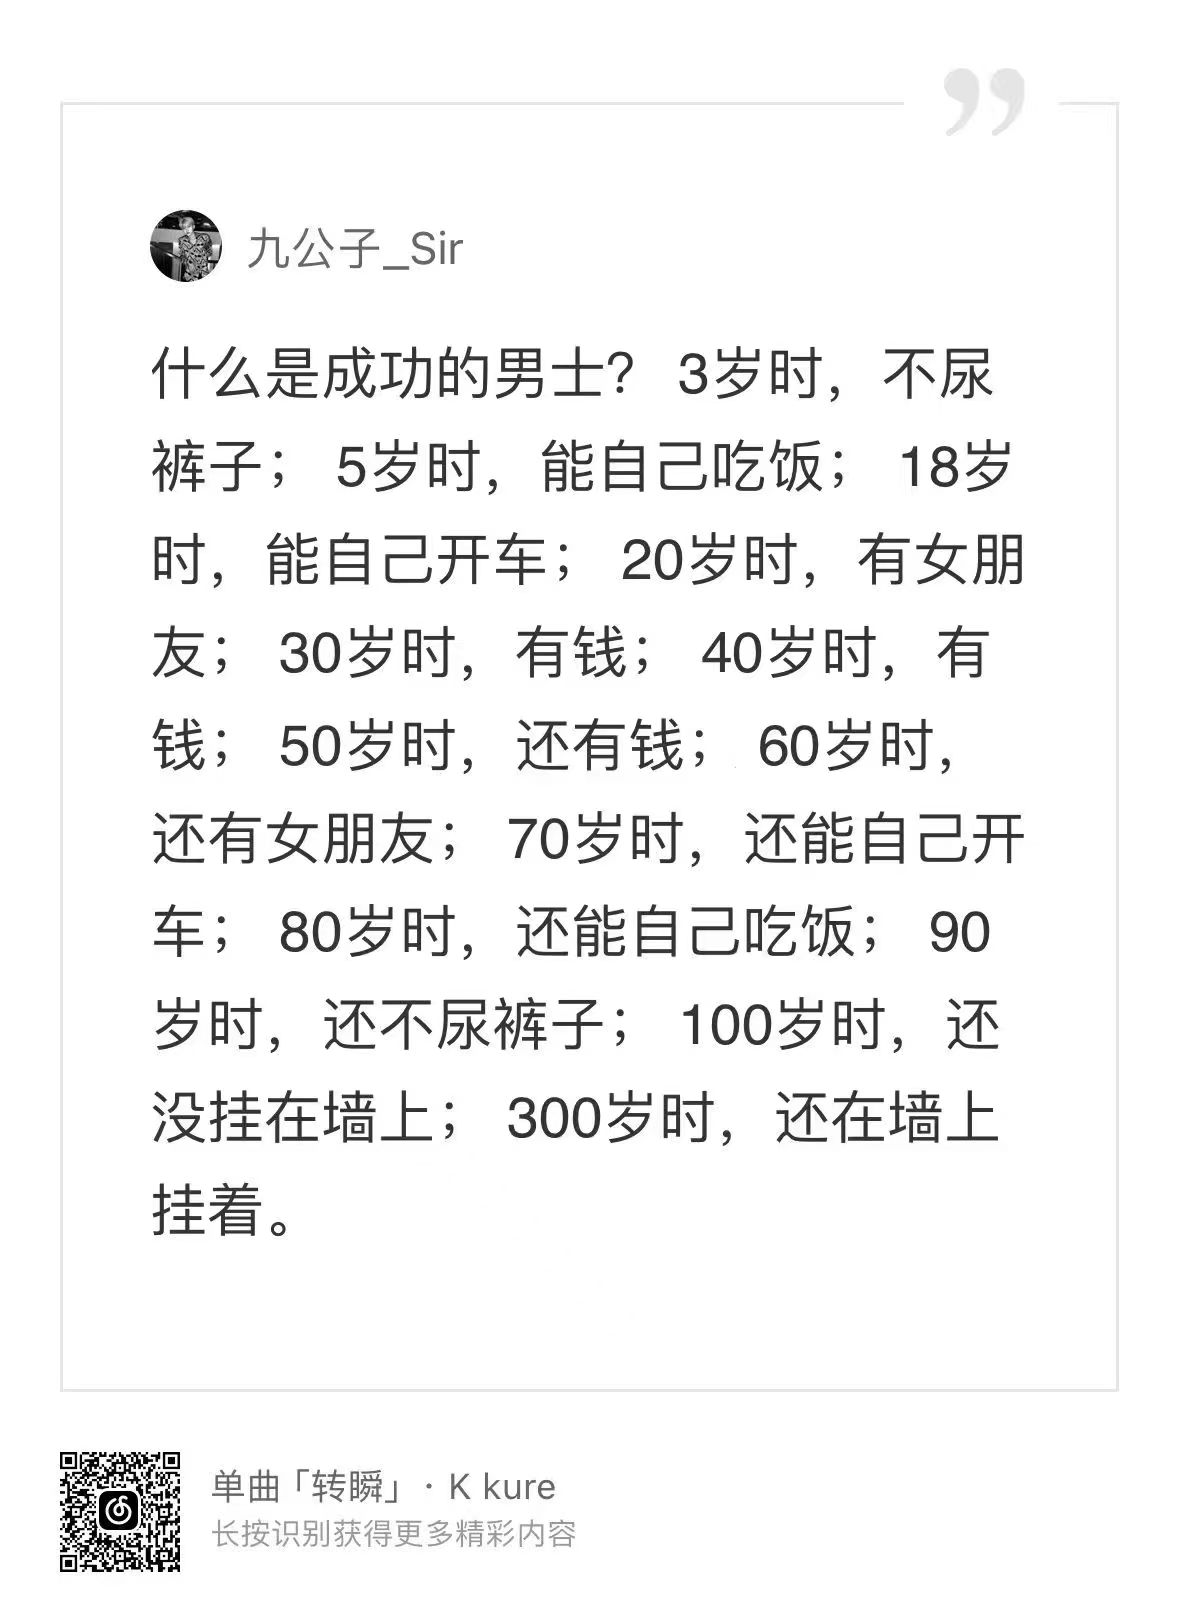 ”
九公子_Sir
什么是成功的男士？ 3岁时，不尿
裤子； 5岁时，能自己吃饭； 18岁
时，能自己开车； 20岁时，有女朋
友； 30岁时，有钱； 40岁时，有
钱； 50岁时，还有钱； 60岁时，
还有女朋友； 70岁时，还能自己开
车； 80岁时，还能自己吃饭； 90
岁时，还不尿裤子； 100岁时，还
没挂在墙上； 300岁时，还在墙上
挂着。
单曲「转瞬」· K kure
长按识别获得更多精彩内容